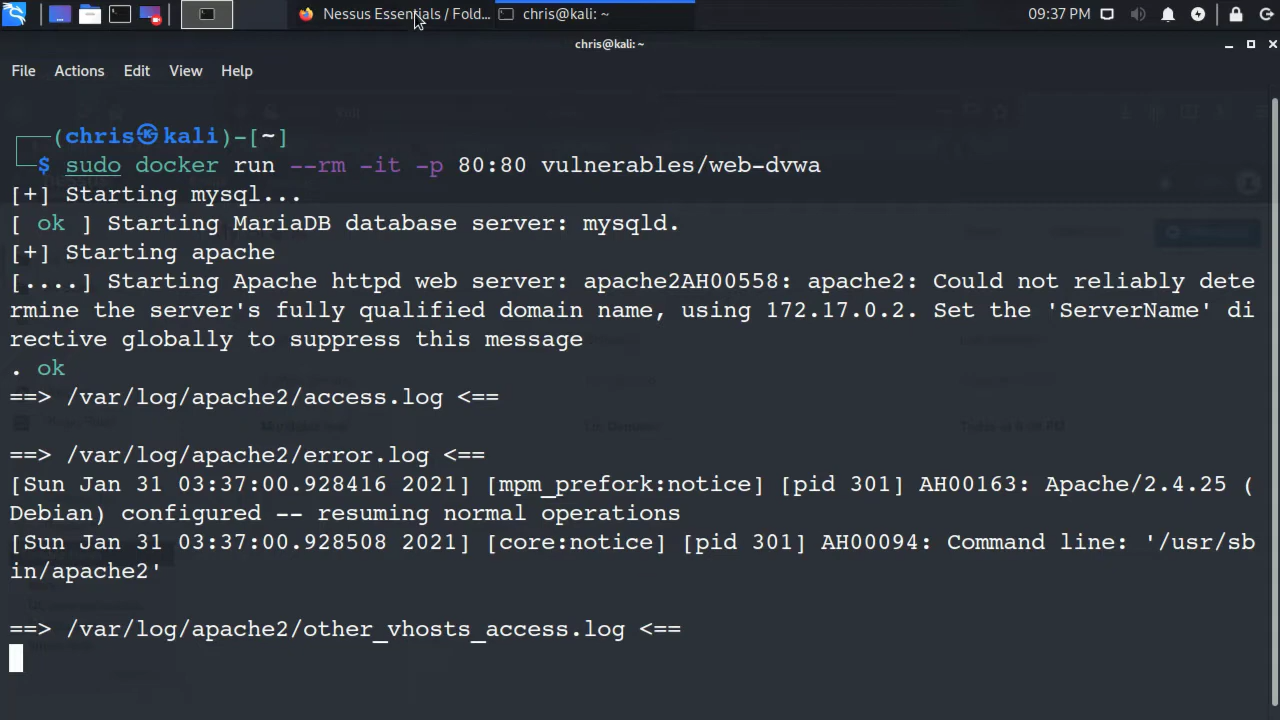 Nessus Essentials / Fold...
chris@kali: ~
09:37 PM
chris@kali: ~
File Actions Edit View Help
(chris㉿kali)-[~]
$ sudo docker run --rm -it -p 80:80 vulnerables/web-dvwa
[+] Starting mysql...
[ ok ] Starting MariaDB database server: mysqld.
[+] Starting apache
[....] Starting Apache httpd web server: apache2AH00558: apache2: Could not reliably dete
rmine the server's fully qualified domain name, using 172.17.0.2. Set the 'ServerName' di
rective globally to suppress this message
. ok
==> /var/log/apache2/access.log <==
==> /var/log/apache2/error.log <==
[Sun Jan 31 03:37:00.928416 2021] [mpm_prefork:notice] [pid 301] AH00163: Apache/2.4.25 (
Debian) configured -- resuming normal operations
[Sun Jan 31 03:37:00.928508 2021] [core:notice] [pid 301] AH00094: Command line: '/usr/sb
in/apache2'
==> /var/log/apache2/other_vhosts_access.log <==